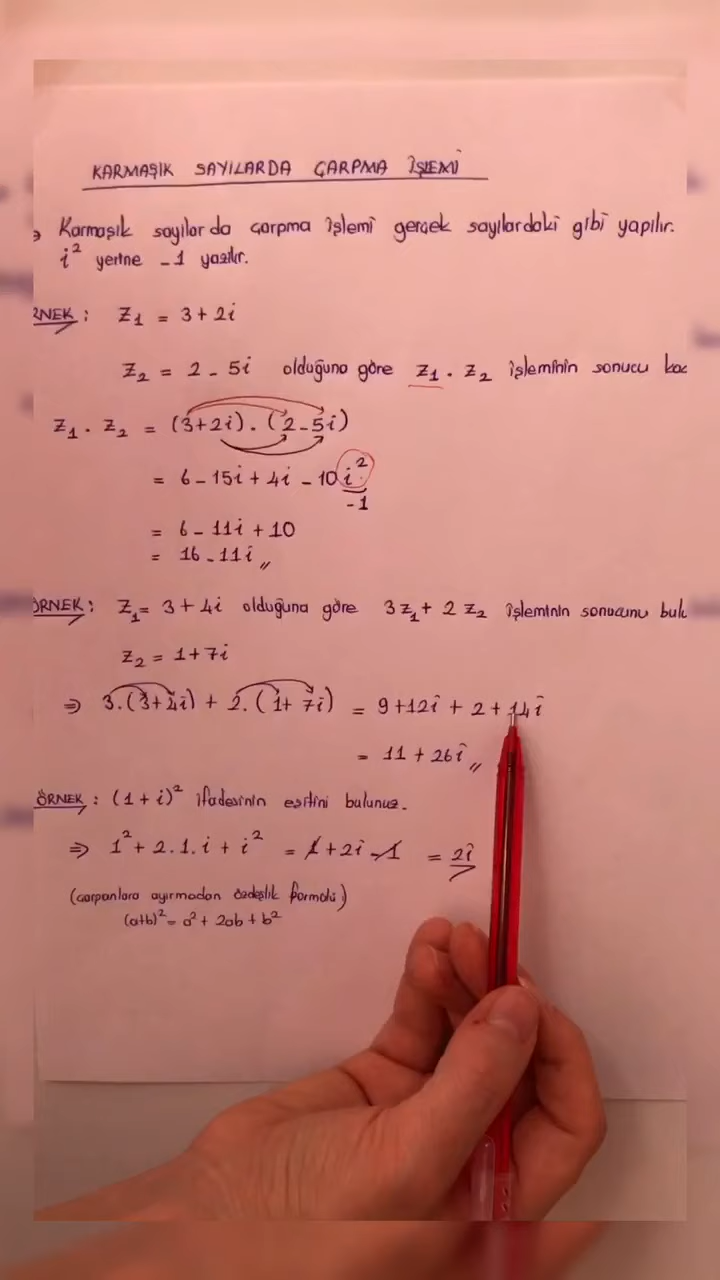 KARMAŞIK SAYILARDA ÇARPMA İŞLEMİ
Karmaşık sayılarda çarpma işlemi gerçek sayılardaki gibi yapılır.
i² yerine -1 yazılır.
RNEK : Z₁ = 3+2i
Z₂ = 2-5i olduğuna göre Z₁ . Z₂ işleminin sonucu kaç
Z₁ . Z₂ = (3+2i) . (2-5i)
= 6-15i+4i-10i²
-1
= 6-11i+10
= 16-11i //
ÖRNEK : Z₁= 3+4i olduğuna göre 3z₁+ 2 z₂ işleminin sonucunu bulu
Z₂ = 1+7i
⇒ 3.(3+4i) + 2.(1+ 7i) = 9+12i + 2+14i
= 11 + 26i //
ÖRNEK : (1+i)² ifadesinin eşitini bulunuz.
⇒ 1² + 2.1.i + i² = 1+2i-1 = 2i
(çarpanlara ayırmadan özdeşlik formülü)
(a+b)² = a² + 2ab + b²